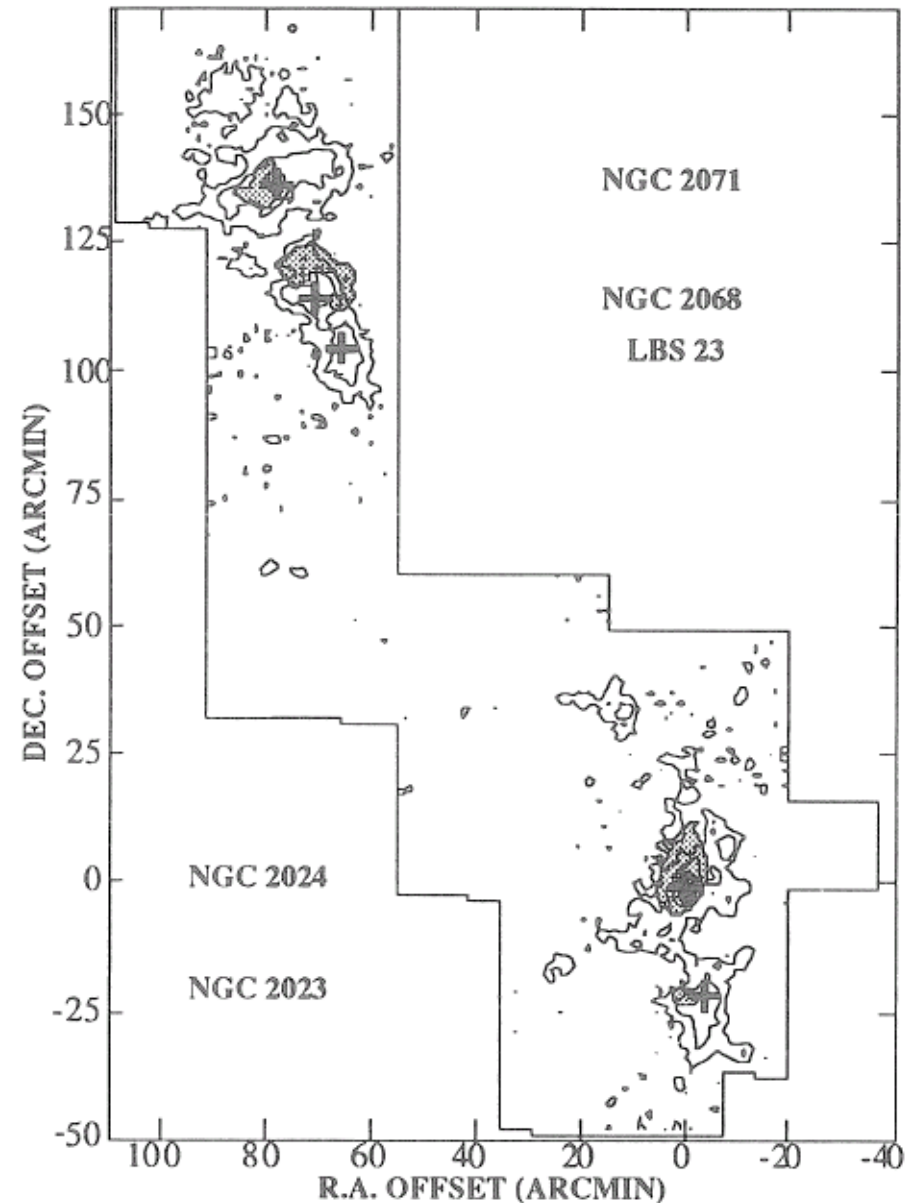 150
125
100
75
50
25
0
-25
-50
DEC. OFFSET (ARCMIN)
NGC 2071
NGC 2068
LBS 23
NGC 2024
NGC 2023
100 80 60 40 20 0 -20 -40
R.A. OFFSET (ARCMIN)